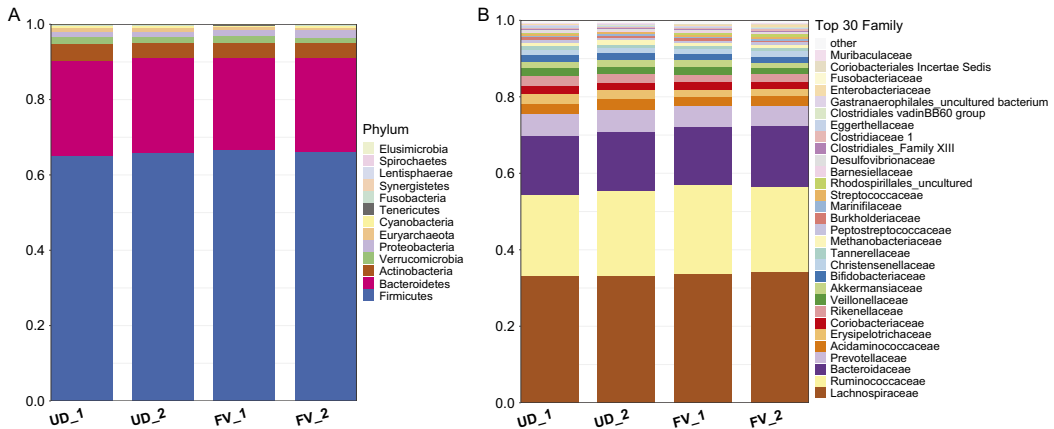 A
1.0
0.8
0.6
0.4
0.2
0.0
UD_1
UD_2
FV_1
FV_2
Phylum
Elusimicrobia
Spirochaetes
Lentisphaerae
Synergistetes
Fusobacteria
Tenericutes
Cyanobacteria
Euryarchaeota
Proteobacteria
Verrucomicrobia
Actinobacteria
Bacteroidetes
Firmicutes
B
1.0
0.8
0.6
0.4
0.2
0.0
UD_1
UD_2
FV_1
FV_2
Top 30 Family
other
Muribaculaceae
Coriobacteriales Incertae Sedis
Fusobacteriaceae
Enterobacteriaceae
Gastranaerophilales_uncultured bacterium
Clostridiales vadinBB60 group
Eggerthellaceae
Clostridiaceae 1
Clostridiales_Family XIII
Desulfovibrionaceae
Barnesiellaceae
Rhodospirillales_uncultured
Streptococcaceae
Marinifilaceae
Burkholderiaceae
Peptostreptococcaceae
Methanobacteriaceae
Tannerellaceae
Christensenellaceae
Bifidobacteriaceae
Akkermansiaceae
Veillonellaceae
Rikenellaceae
Coriobacteriaceae
Erysipelotrichaceae
Acidaminococcaceae
Prevotellaceae
Bacteroidaceae
Ruminococcaceae
Lachnospiraceae